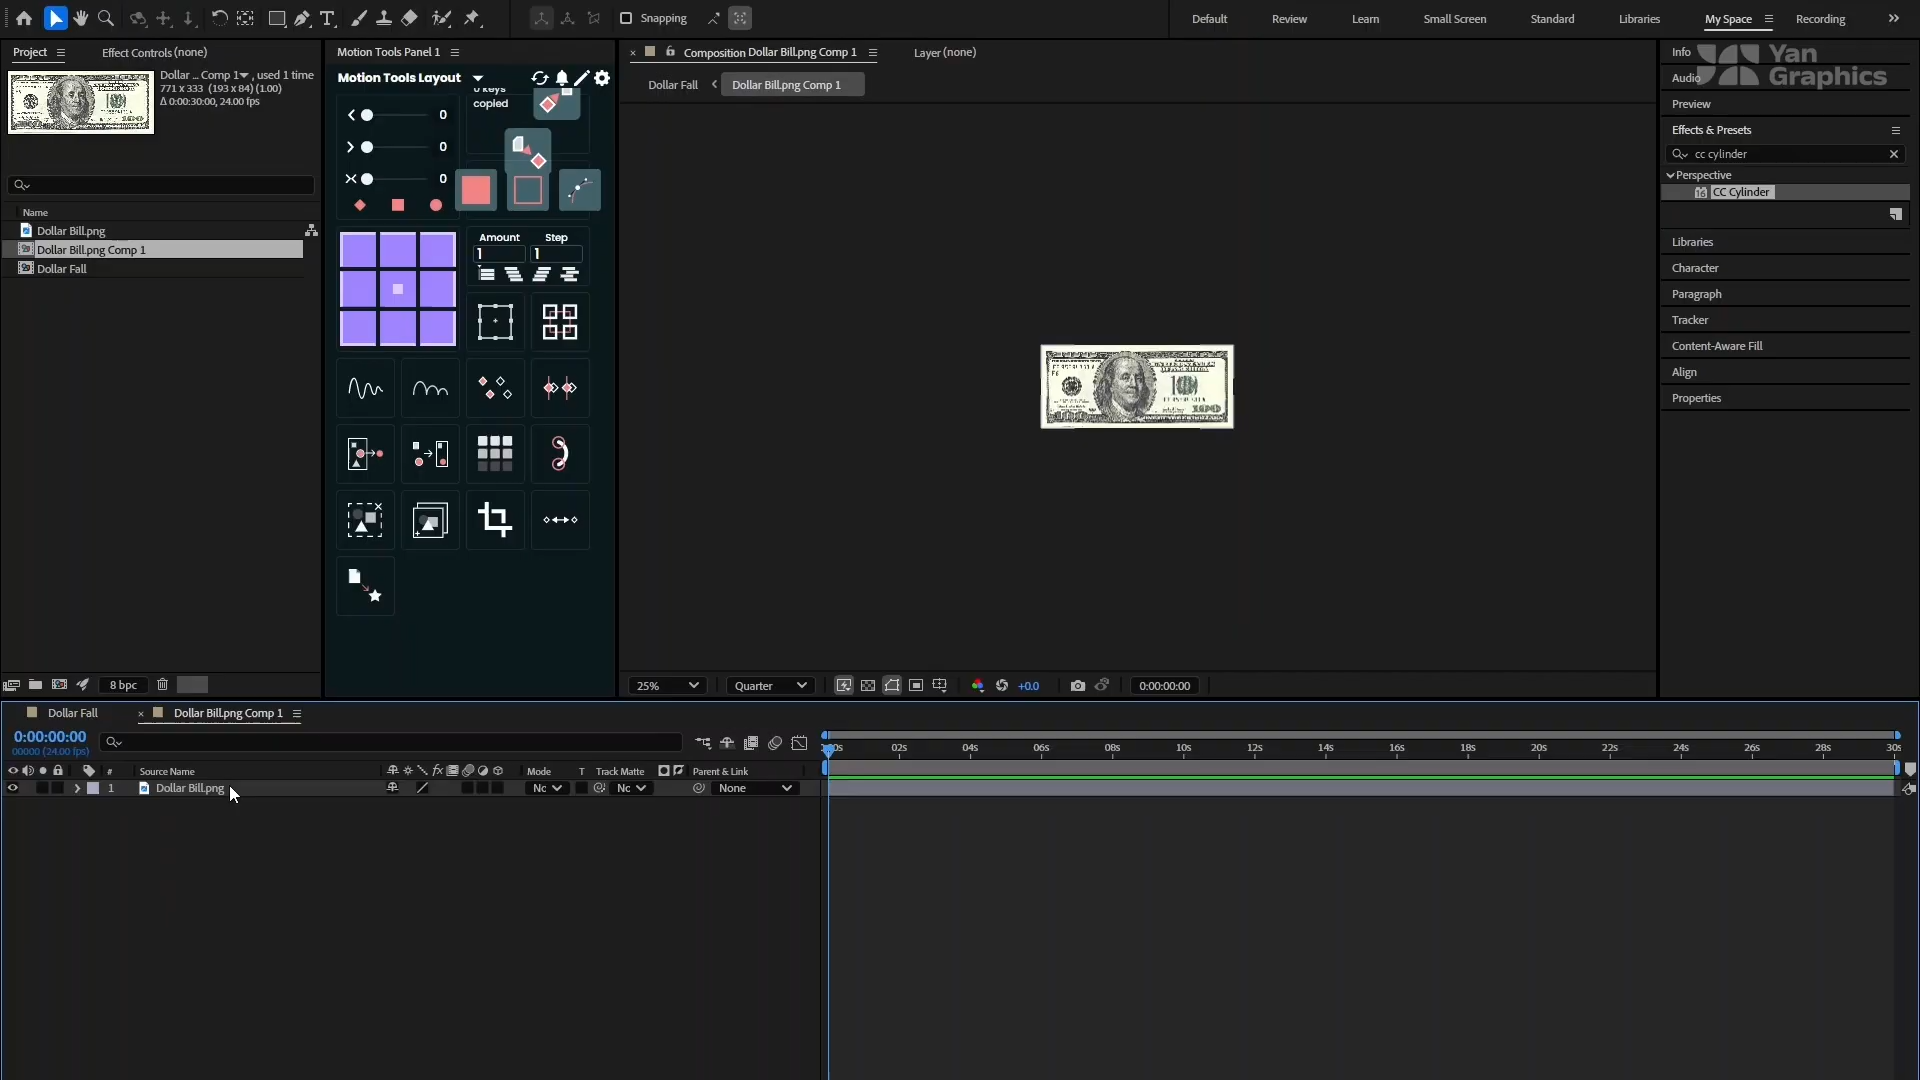 Snapping
Default
Review
Learn
Small Screen
Standard
Libraries
My Space
Recording
Project
Effect Controls (none)
Motion Tools Panel 1
Composition Dollar Bill.png Comp 1
Layer (none)
Info
Yan
Graphics
Dollar ... Comp 1 , used 1 time
771 x 333 (193 x 84) (1.00)
Δ 0:00:30:00, 24.00 fps
Motion Tools Layout
Dollar Fall
Dollar Bill.png Comp 1
Audio
0 keys
copied
Preview
0
Effects & Presets
0
cc cylinder
Perspective
0
CC Cylinder
Name
Dollar Bill.png
Dollar Bill.png Comp 1
Dollar Fall
Amount
Step
1
1
Libraries
Character
Paragraph
Tracker
Content-Aware Fill
Align
Properties
100
8 bpc
25%
Quarter
+0.0
0:00:00:00
Dollar Fall
Dollar Bill.png Comp 1
0:00:00:00
00000 (24.00 fps)
02s
04s
06s
08s
10s
12s
14s
16s
18s
20s
22s
24s
26s
28s
30s
#
Source Name
fx
Mode
T
Track Matte
Parent & Link
1
Dollar Bill.png
Nc
Nc
None